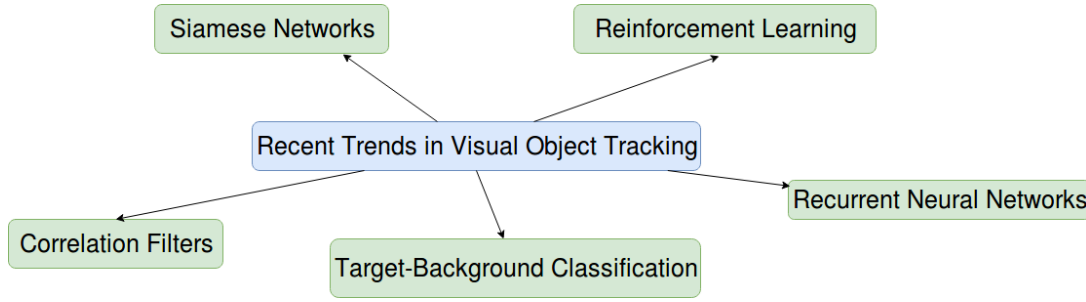 Siamese Networks
Reinforcement Learning
Recent Trends in Visual Object Tracking
Recurrent Neural Networks
Correlation Filters
Target-Background Classification